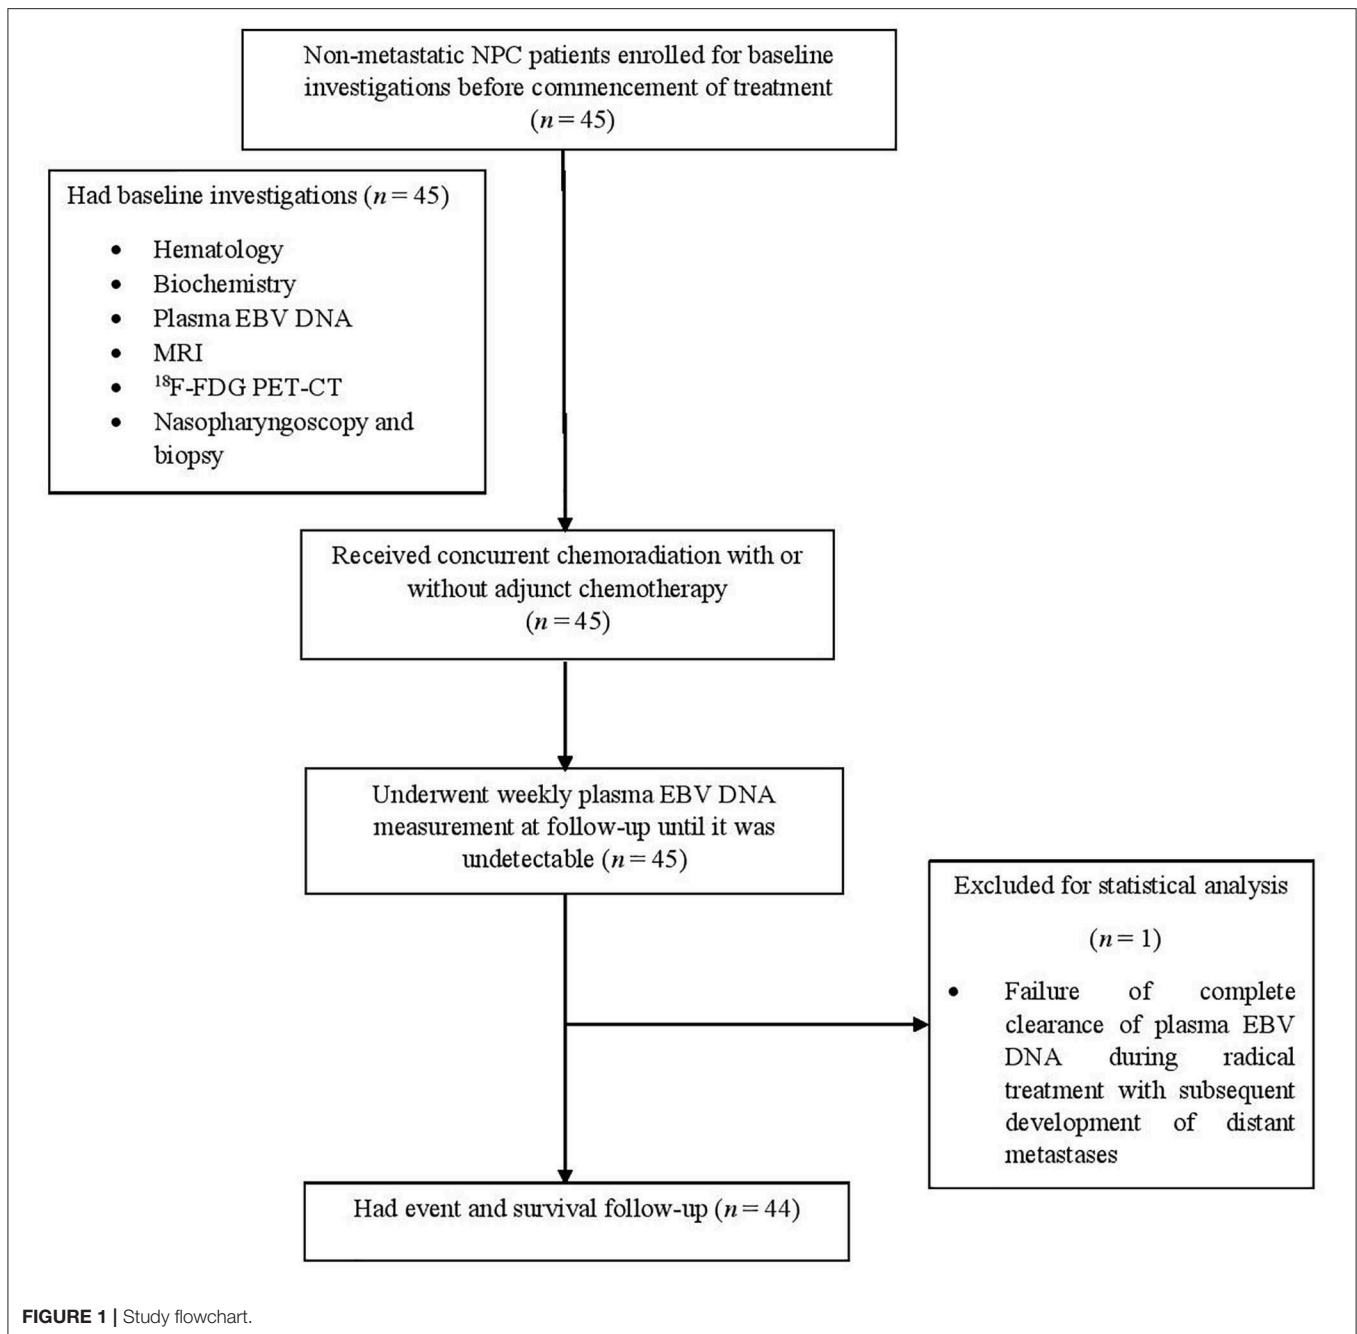 Non-metastatic NPC patients enrolled for baseline
investigations before commencement of treatment
(n = 45)
Had baseline investigations (n = 45)
• Hematology
• Biochemistry
• Plasma EBV DNA
• MRI
• ¹⁸F-FDG PET-CT
• Nasopharyngoscopy and
biopsy
Received concurrent chemoradiation with or
without adjunct chemotherapy
(n = 45)
Underwent weekly plasma EBV DNA
measurement at follow-up until it was
undetectable (n = 45)
Excluded for statistical analysis
(n = 1)
• Failure of complete
clearance of plasma EBV
DNA during radical
treatment with subsequent
development of distant
metastases
Had event and survival follow-up (n = 44)
FIGURE 1 | Study flowchart.